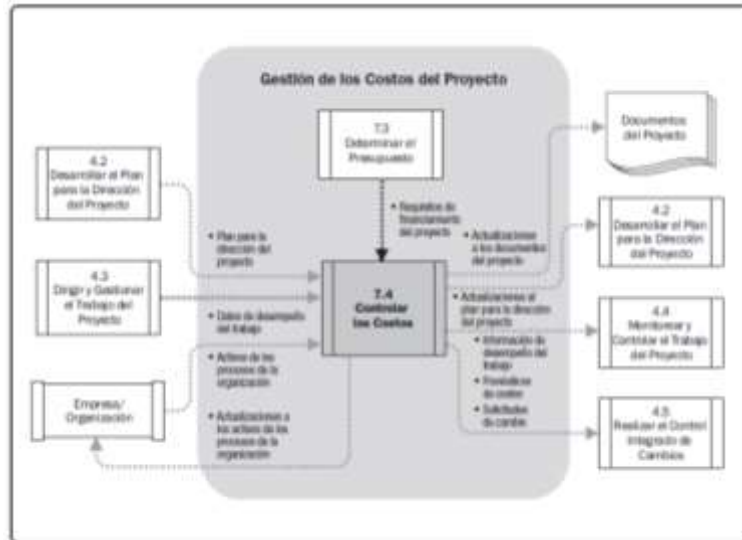 Gestión de los Costos del Proyecto
7.3
Determinar el
Presupuesto
Documentos
del Proyecto
4.2
Desarrollar el Plan
para la Dirección
del Proyecto
4.2
Desarrollar el Plan
para la Dirección
del Proyecto
• Requisitos de
financiamiento
del proyecto
• Plan para la
dirección del
proyecto
• Actualizaciones
a los documentos
del proyecto
4.3
Dirigir y Gestionar
el Trabajo del
Proyecto
7.4
Controlar
los Costos
• Actualizaciones al
plan para la dirección
del proyecto
4.4
Monitorear y
Controlar el Trabajo
del Proyecto
• Datos de desempeño
del trabajo
• Información de
desempeño del
trabajo
• Pronósticos
de costos
• Solicitudes
de cambio
• Activos de los
procesos de la
organización
Empresa/
Organización
• Actualizaciones a
los activos de los
procesos de la
organización
4.5
Realizar el Control
Integrado de
Cambios